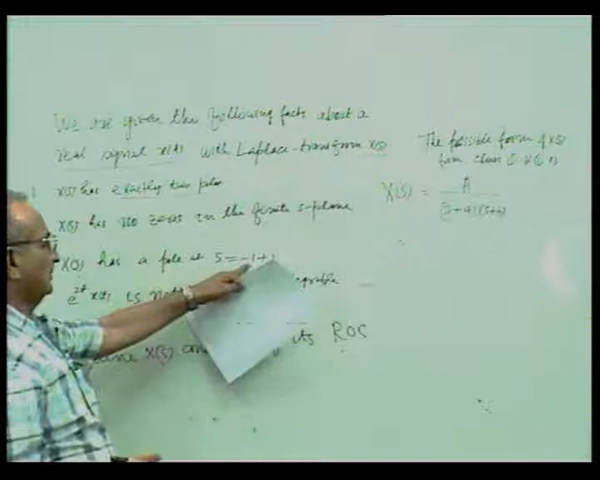 We are given the following facts about a
real signal x(t) with Laplace-transform X(s)
X(s) has exactly two poles
X(s) has no zeros in the finite s-plane
X(s) has a pole at s=-1+j
e^{2t} x(t) is not
X(s) and its ROC
The possible form of X(s)
from clues
X(s) = A / (s+a)(s+b)